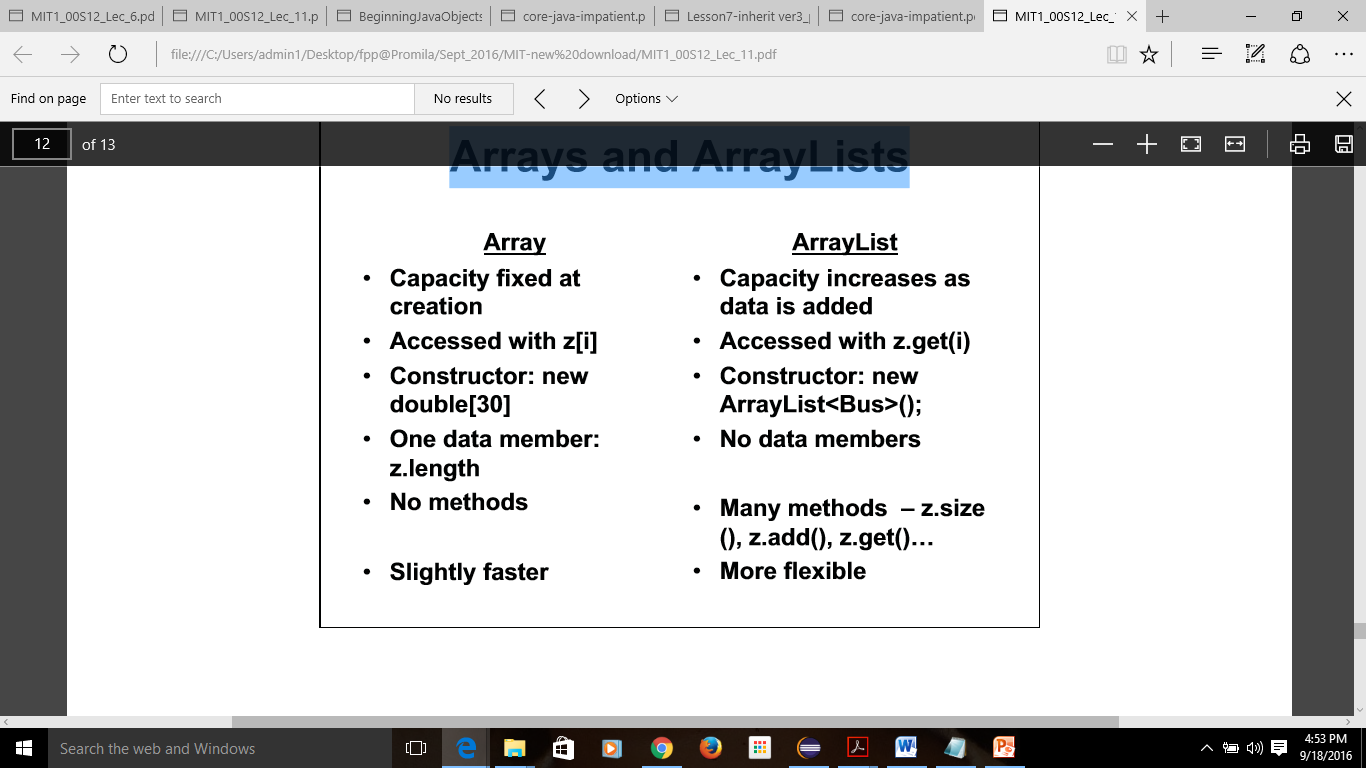 MIT1_00S12_Lec_6.pd
MIT1_00S12_Lec_11.p
BeginningJavaObjects
core-java-impatient.p
Lesson7-inherit ver3_
core-java-impatient.p
MIT1_00S12_Lec_
file:///C:/Users/admin1/Desktop/fpp@Promila/Sept_2016/MIT-new%20download/MIT1_00S12_Lec_11.pdf
Find on page
Enter text to search
No results
Options
12 of 13
Arrays and ArrayLists
Array
• Capacity fixed at
creation
• Accessed with z[i]
• Constructor: new
double[30]
• One data member:
z.length
• No methods
• Slightly faster
ArrayList
• Capacity increases as
data is added
• Accessed with z.get(i)
• Constructor: new
ArrayList<Bus>();
• No data members
• Many methods – z.size
(), z.add(), z.get()…
• More flexible
Search the web and Windows
4:53 PM
9/18/2016